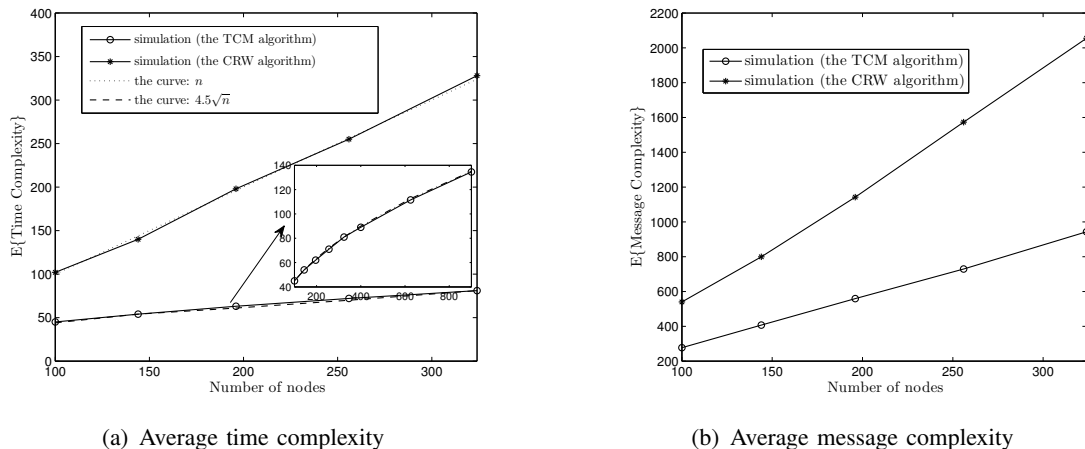 400
350
300
250
200
150
100
50
0
E{Time Complexity}
simulation (the TCM algorithm)
simulation (the CRW algorithm)
the curve: n
the curve: 4.5√n
140
120
100
80
60
40
200 400 600 800
100 150 200 250 300
Number of nodes
(a) Average time complexity
2200
2000
1800
1600
1400
1200
1000
800
600
400
200
E{Message Complexity}
simulation (the TCM algorithm)
simulation (the CRW algorithm)
100 150 200 250 300
Number of nodes
(b) Average message complexity